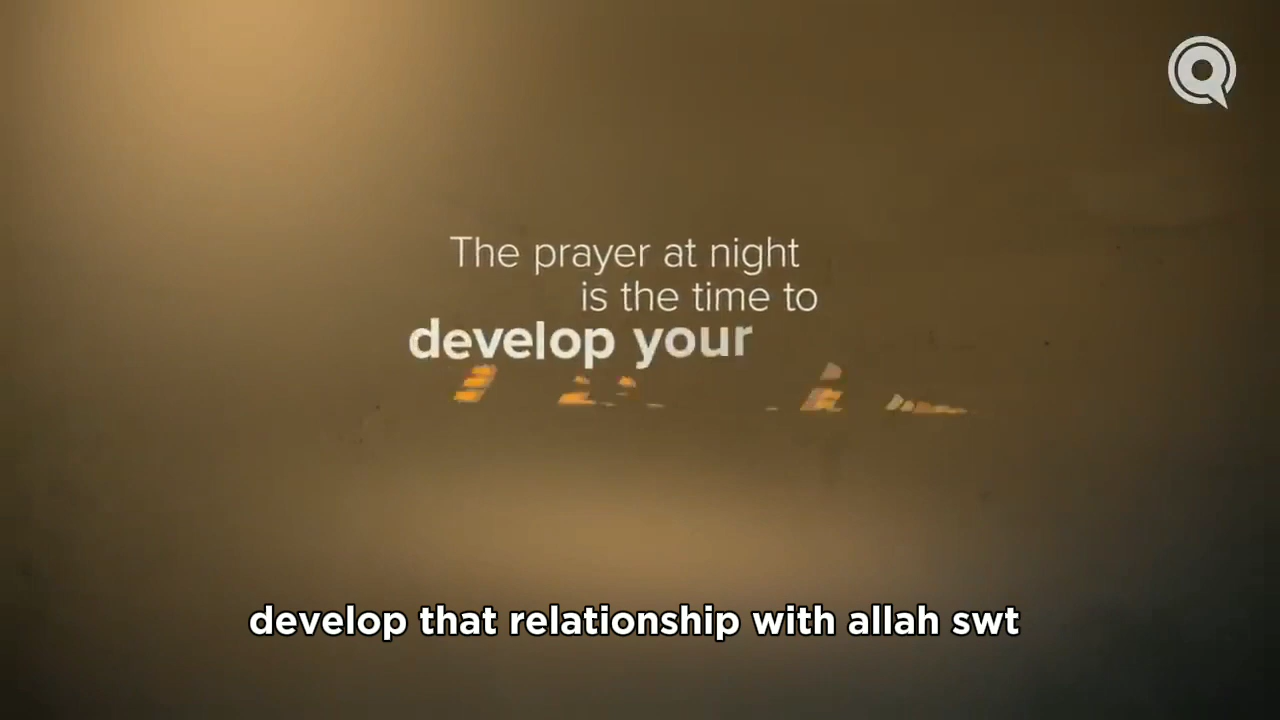 The prayer at night
is the time to
develop your
develop that relationship with allah swt